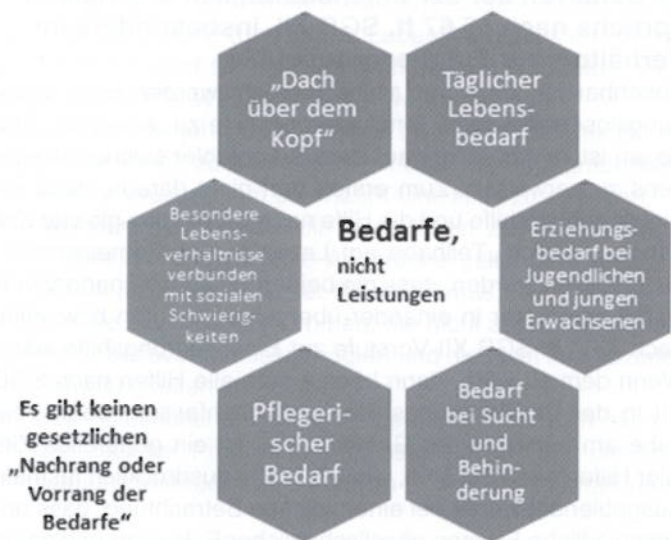 „Dach
über dem
Kopf“
Täglicher
Lebens-
bedarf
Besondere
Lebens-
verhältnisse
verbunden
mit sozialen
Schwierig-
keiten
Bedarfe,
nicht
Leistungen
Erziehungs-
bedarf bei
Jugendlichen
und jungen
Erwachsenen
Es gibt keinen
gesetzlichen
„Nachrang oder
Vorrang der
Bedarfe“
Pflegeri-
scher
Bedarf
Bedarf
bei Sucht
und
Behin-
derung